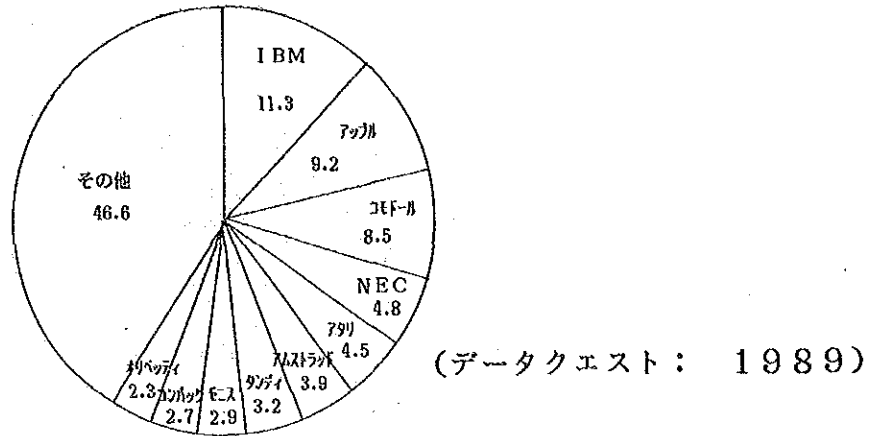 IBM
11.3
アップル
9.2
コモドール
8.5
NEC
4.8
アタリ
4.5
アムストラッド
3.9
タンディ
3.2
モニス
2.9
コンパック
2.7
オリベッティ
2.3
その他
46.6
(データクエスト： 1989)